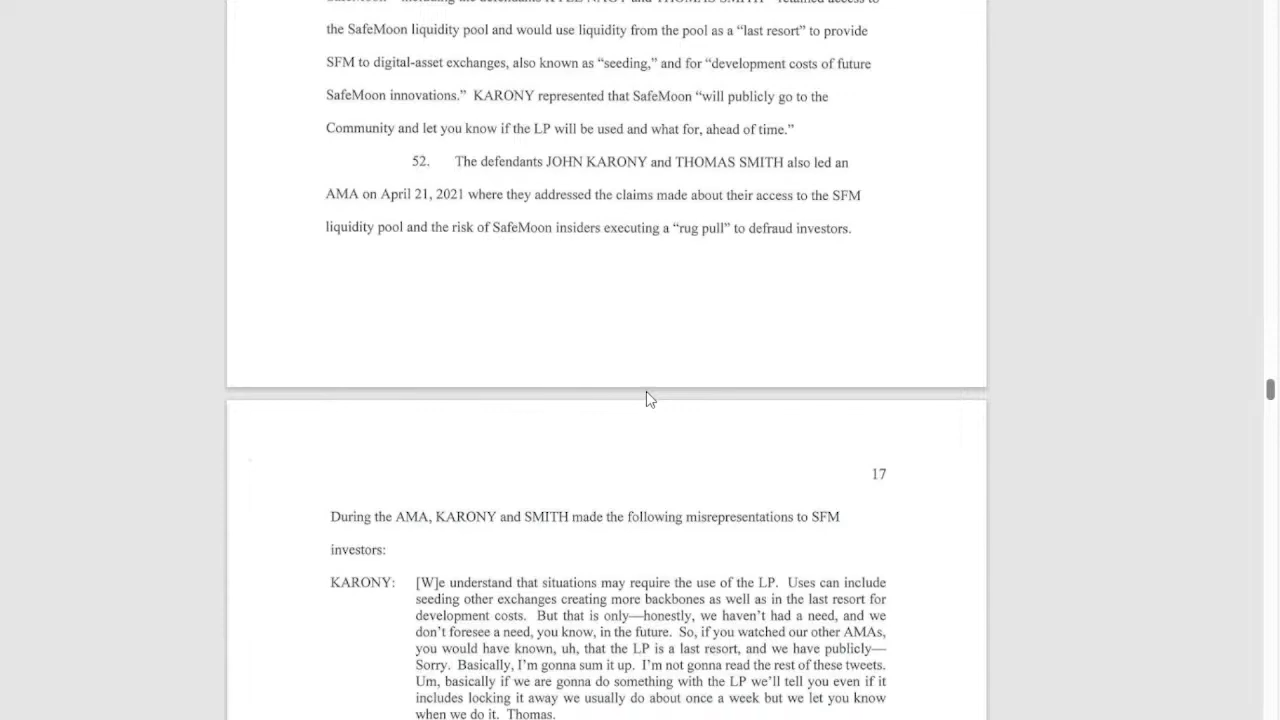 the SafeMoon liquidity pool and would use liquidity from the pool as a “last resort” to provide
SFM to digital-asset exchanges, also known as “seeding,” and for “development costs of future
SafeMoon innovations.” KARONY represented that SafeMoon “will publicly go to the
Community and let you know if the LP will be used and what for, ahead of time.”
52. The defendants JOHN KARONY and THOMAS SMITH also led an
AMA on April 21, 2021 where they addressed the claims made about their access to the SFM
liquidity pool and the risk of SafeMoon insiders executing a “rug pull” to defraud investors.
17
During the AMA, KARONY and SMITH made the following misrepresentations to SFM
investors:
KARONY: [W]e understand that situations may require the use of the LP. Uses can include
seeding other exchanges creating more backbones as well as in the last resort for
development costs. But that is only—honestly, we haven’t had a need, and we
don’t foresee a need, you know, in the future. So, if you watched our other AMAs,
you would have known, uh, that the LP is a last resort, and we have publicly—
Sorry. Basically, I’m gonna sum it up. I’m not gonna read the rest of these tweets.
Um, basically if we are gonna do something with the LP we’ll tell you even if it
includes locking it away we usually do about once a week but we let you know
when we do it. Thomas.